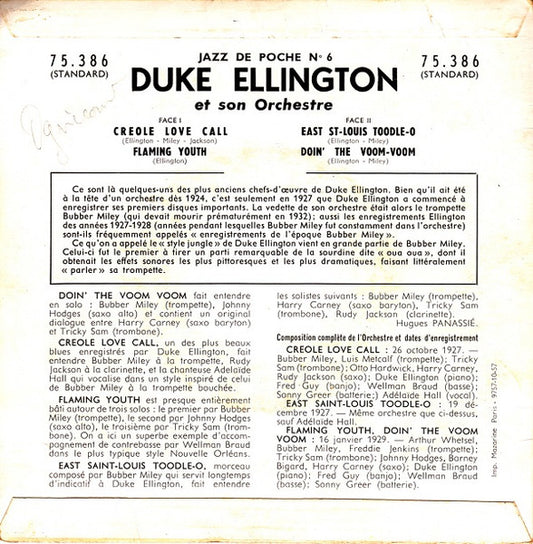 75.386
(STANDARD)
JAZZ DE POCHE No 6
75.386
(STANDARD)
DUKE ELLINGTON
et son Orchestre
FACE I
CREOLE LOVE CALL
(Ellington - Miley - Jackson)
FLAMING YOUTH
(Ellington)
FACE II
EAST ST-LOUIS TOODLE-O
(Ellington - Miley)
DOIN' THE VOOM-VOOM
(Ellington - Miley)
Ce sont là quelques-uns des plus anciens chefs-d'œuvre de Duke Ellington. Bien qu'il ait été
à la tête d'un orchestre dès 1924, c'est seulement en 1927 que Duke Ellington a commencé à
enregistrer ses premiers disques importants. La vedette de son orchestre était alors le trompette
Bubber Miley (qui devait mourir prématurément en 1932) ; aussi les enregistrements Ellington
des années 1927-1928 (années pendant lesquelles Bubber Miley fut constamment dans l'orchestre)
sont-ils fréquemment appelés « enregistrements de l'époque Bubber Miley ».
Ce qu'on a appelé le « style jungle » de Duke Ellington vient en grande partie de Bubber Miley.
Celui-ci fut le premier à tirer un parti remarquable de la sourdine dite « oua oua », dont il
obtenait les effets sonores les plus pittoresques et les plus dramatiques, faisant littéralement
« parler » sa trompette.
DOIN' THE VOOM VOOM fait entendre
en solo : Bubber Miley (trompette), Johnny
Hodges (saxo alto) et contient un original
dialogue entre Harry Carney (saxo baryton)
et Tricky Sam (trombone).
CREOLE LOVE CALL, un des plus beaux
blues enregistrés par Duke Ellington, fait
entendre Bubber Miley à la trompette, Rudy
Jackson à la clarinette, et la chanteuse Adélaïde
Hall qui vocalise dans un style inspiré de celui
de Bubber Miley à la trompette bouchée.
FLAMING YOUTH est presque entièrement
bâti autour de trois solos : le premier par Bubber
Miley (trompette), le second par Johnny Hodges
(saxo alto), le troisième par Tricky Sam (trom-
bone). On a ici un superbe exemple d'accom-
pagnement de contrebasse par Wellman Braud
dans le plus typique style Nouvelle Orléans.
EAST SAINT-LOUIS TOODLE-O, morceau
composé par Bubber Miley qui servit longtemps
d'indicatif à Duke Ellington, fait entendre
les solistes suivants : Bubber Miley (trompette),
Harry Carney (saxo baryton), Tricky Sam
(trombone), Rudy Jackson (clarinette).
Hugues PANASSIÉ.
Composition complète de l'Orchestre et dates d'enregistrement
CREOLE LOVE CALL : 26 octobre 1927. —
Bubber Miley, Luis Metcalf (trompette); Tricky
Sam (trombone); Otto Hardwick, Harry Carney,
Rudy Jackson (saxo); Duke Ellington (piano);
Fred Guy (banjo); Wellman Braud (basse);
Sonny Greer (batterie;) Adélaïde Hall (vocal).
EAST SAINT-LOUIS TOODLE-O : 19 dé-
cembre 1927. — Même orchestre que ci-dessus,
sauf Adélaïde Hall.
FLAMING YOUTH, DOIN' THE VOOM
VOOM : 16 janvier 1929. — Arthur Whetsel,
Bubber Miley, Freddie Jenkins (trompette);
Tricky Sam (trombone); Johnny Hodges, Barney
Bigard, Harry Carney (saxo); Duke Ellington
(piano); Fred Guy (banjo); Wellman Braud
(basse); Sonny Greer (batterie).
Imp. Mazarine Paris - 9757-10-57